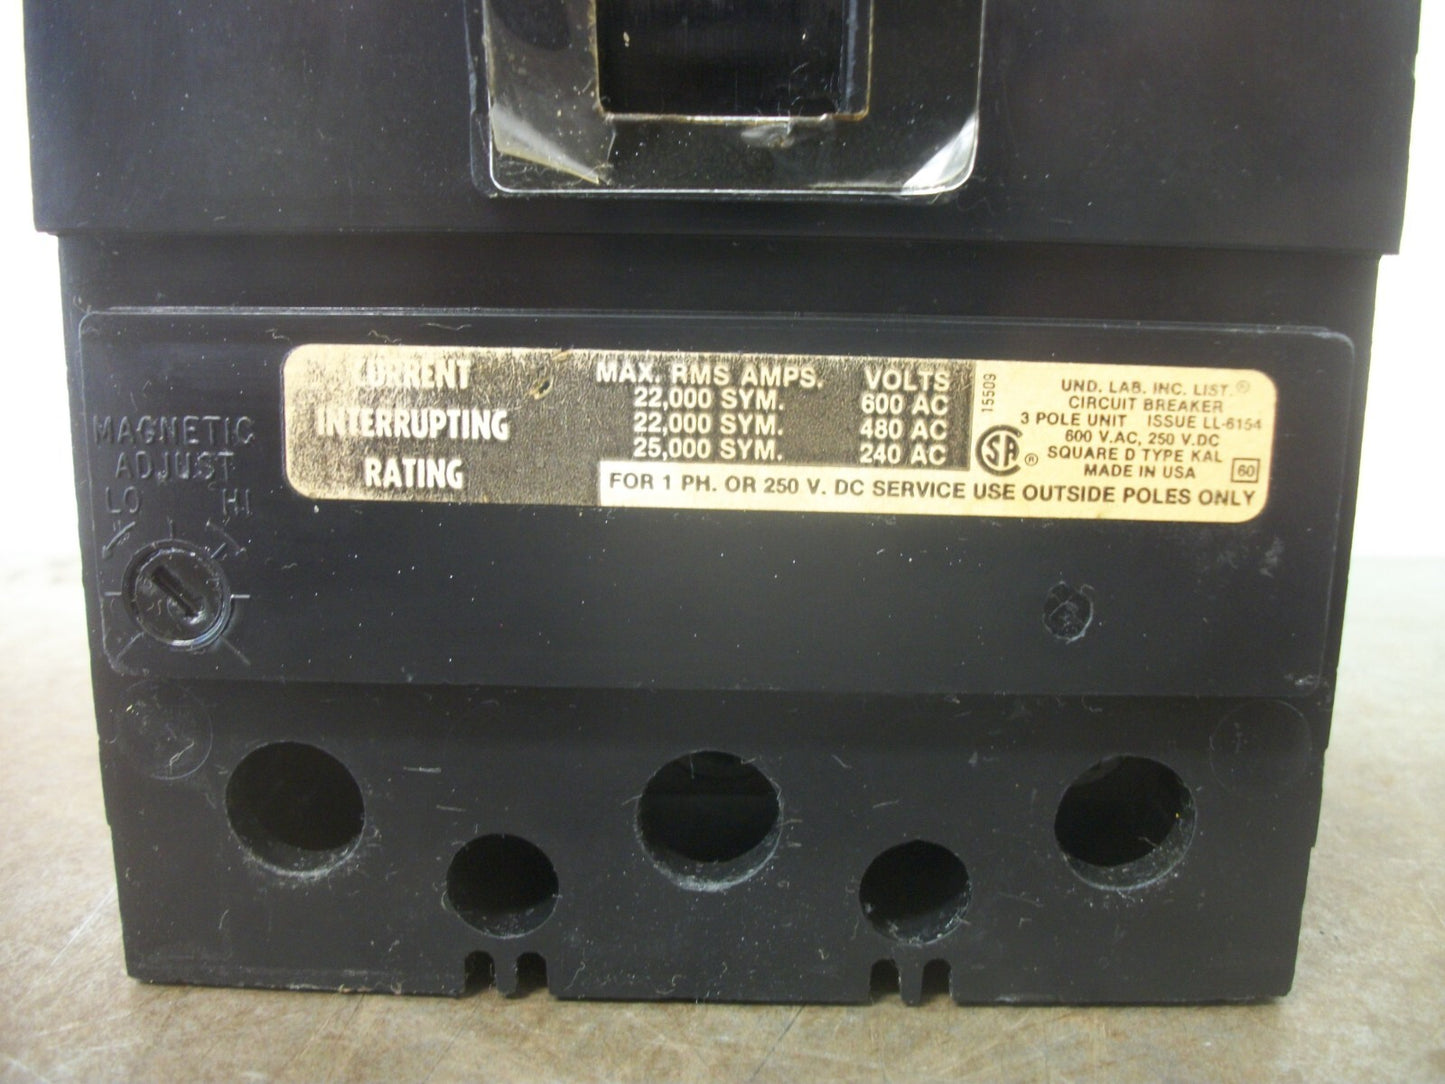 MAGNETIC
ADJUST
LO HI
CURRENT
INTERRUPTING
RATING
MAX. RMS AMPS. VOLTS
22,000 SYM. 600 AC
22,000 SYM. 480 AC
25,000 SYM. 240 AC
15509
UND. LAB. INC. LIST.®
CIRCUIT BREAKER
3 POLE UNIT ISSUE LL-6154
600 V.AC, 250 V.DC
SQUARE D TYPE KAL
MADE IN USA
60
SA ®
FOR 1 PH. OR 250 V. DC SERVICE USE OUTSIDE POLES ONLY